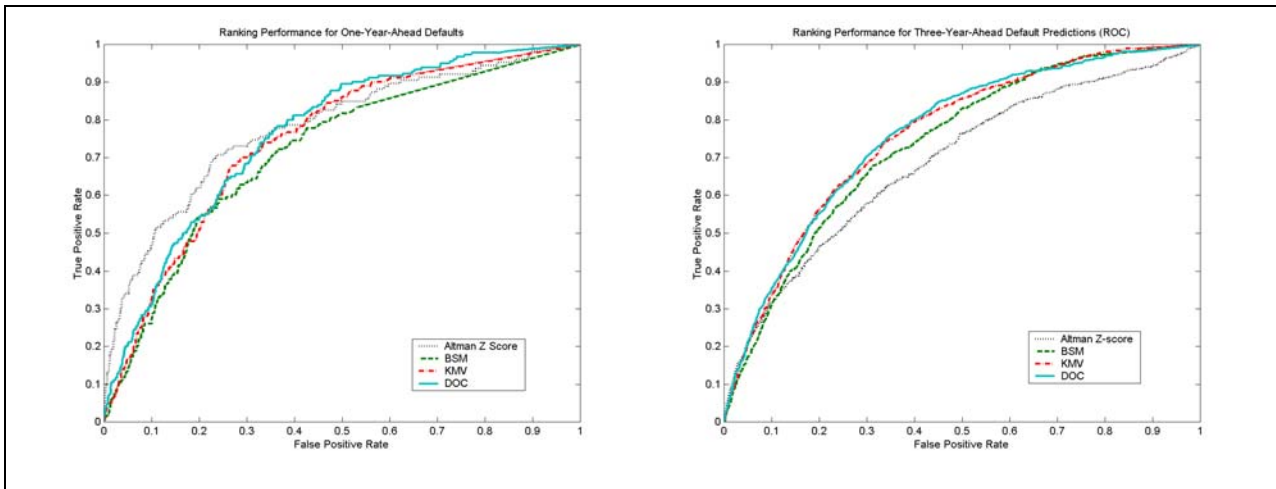 Ranking Performance for One-Year-Ahead Defaults
1
0.9
0.8
0.7
0.6
0.5
0.4
0.3
0.2
0.1
0
True Positive Rate
Altman Z Score
BSM
KMV
DOC
0 0.1 0.2 0.3 0.4 0.5 0.6 0.7 0.8 0.9 1
False Positive Rate
Ranking Performance for Three-Year-Ahead Default Predictions (ROC)
1
0.9
0.8
0.7
0.6
0.5
0.4
0.3
0.2
0.1
0
True Positive Rate
Altman Z-score
BSM
KMV
DOC
0 0.1 0.2 0.3 0.4 0.5 0.6 0.7 0.8 0.9 1
False Positive Rate